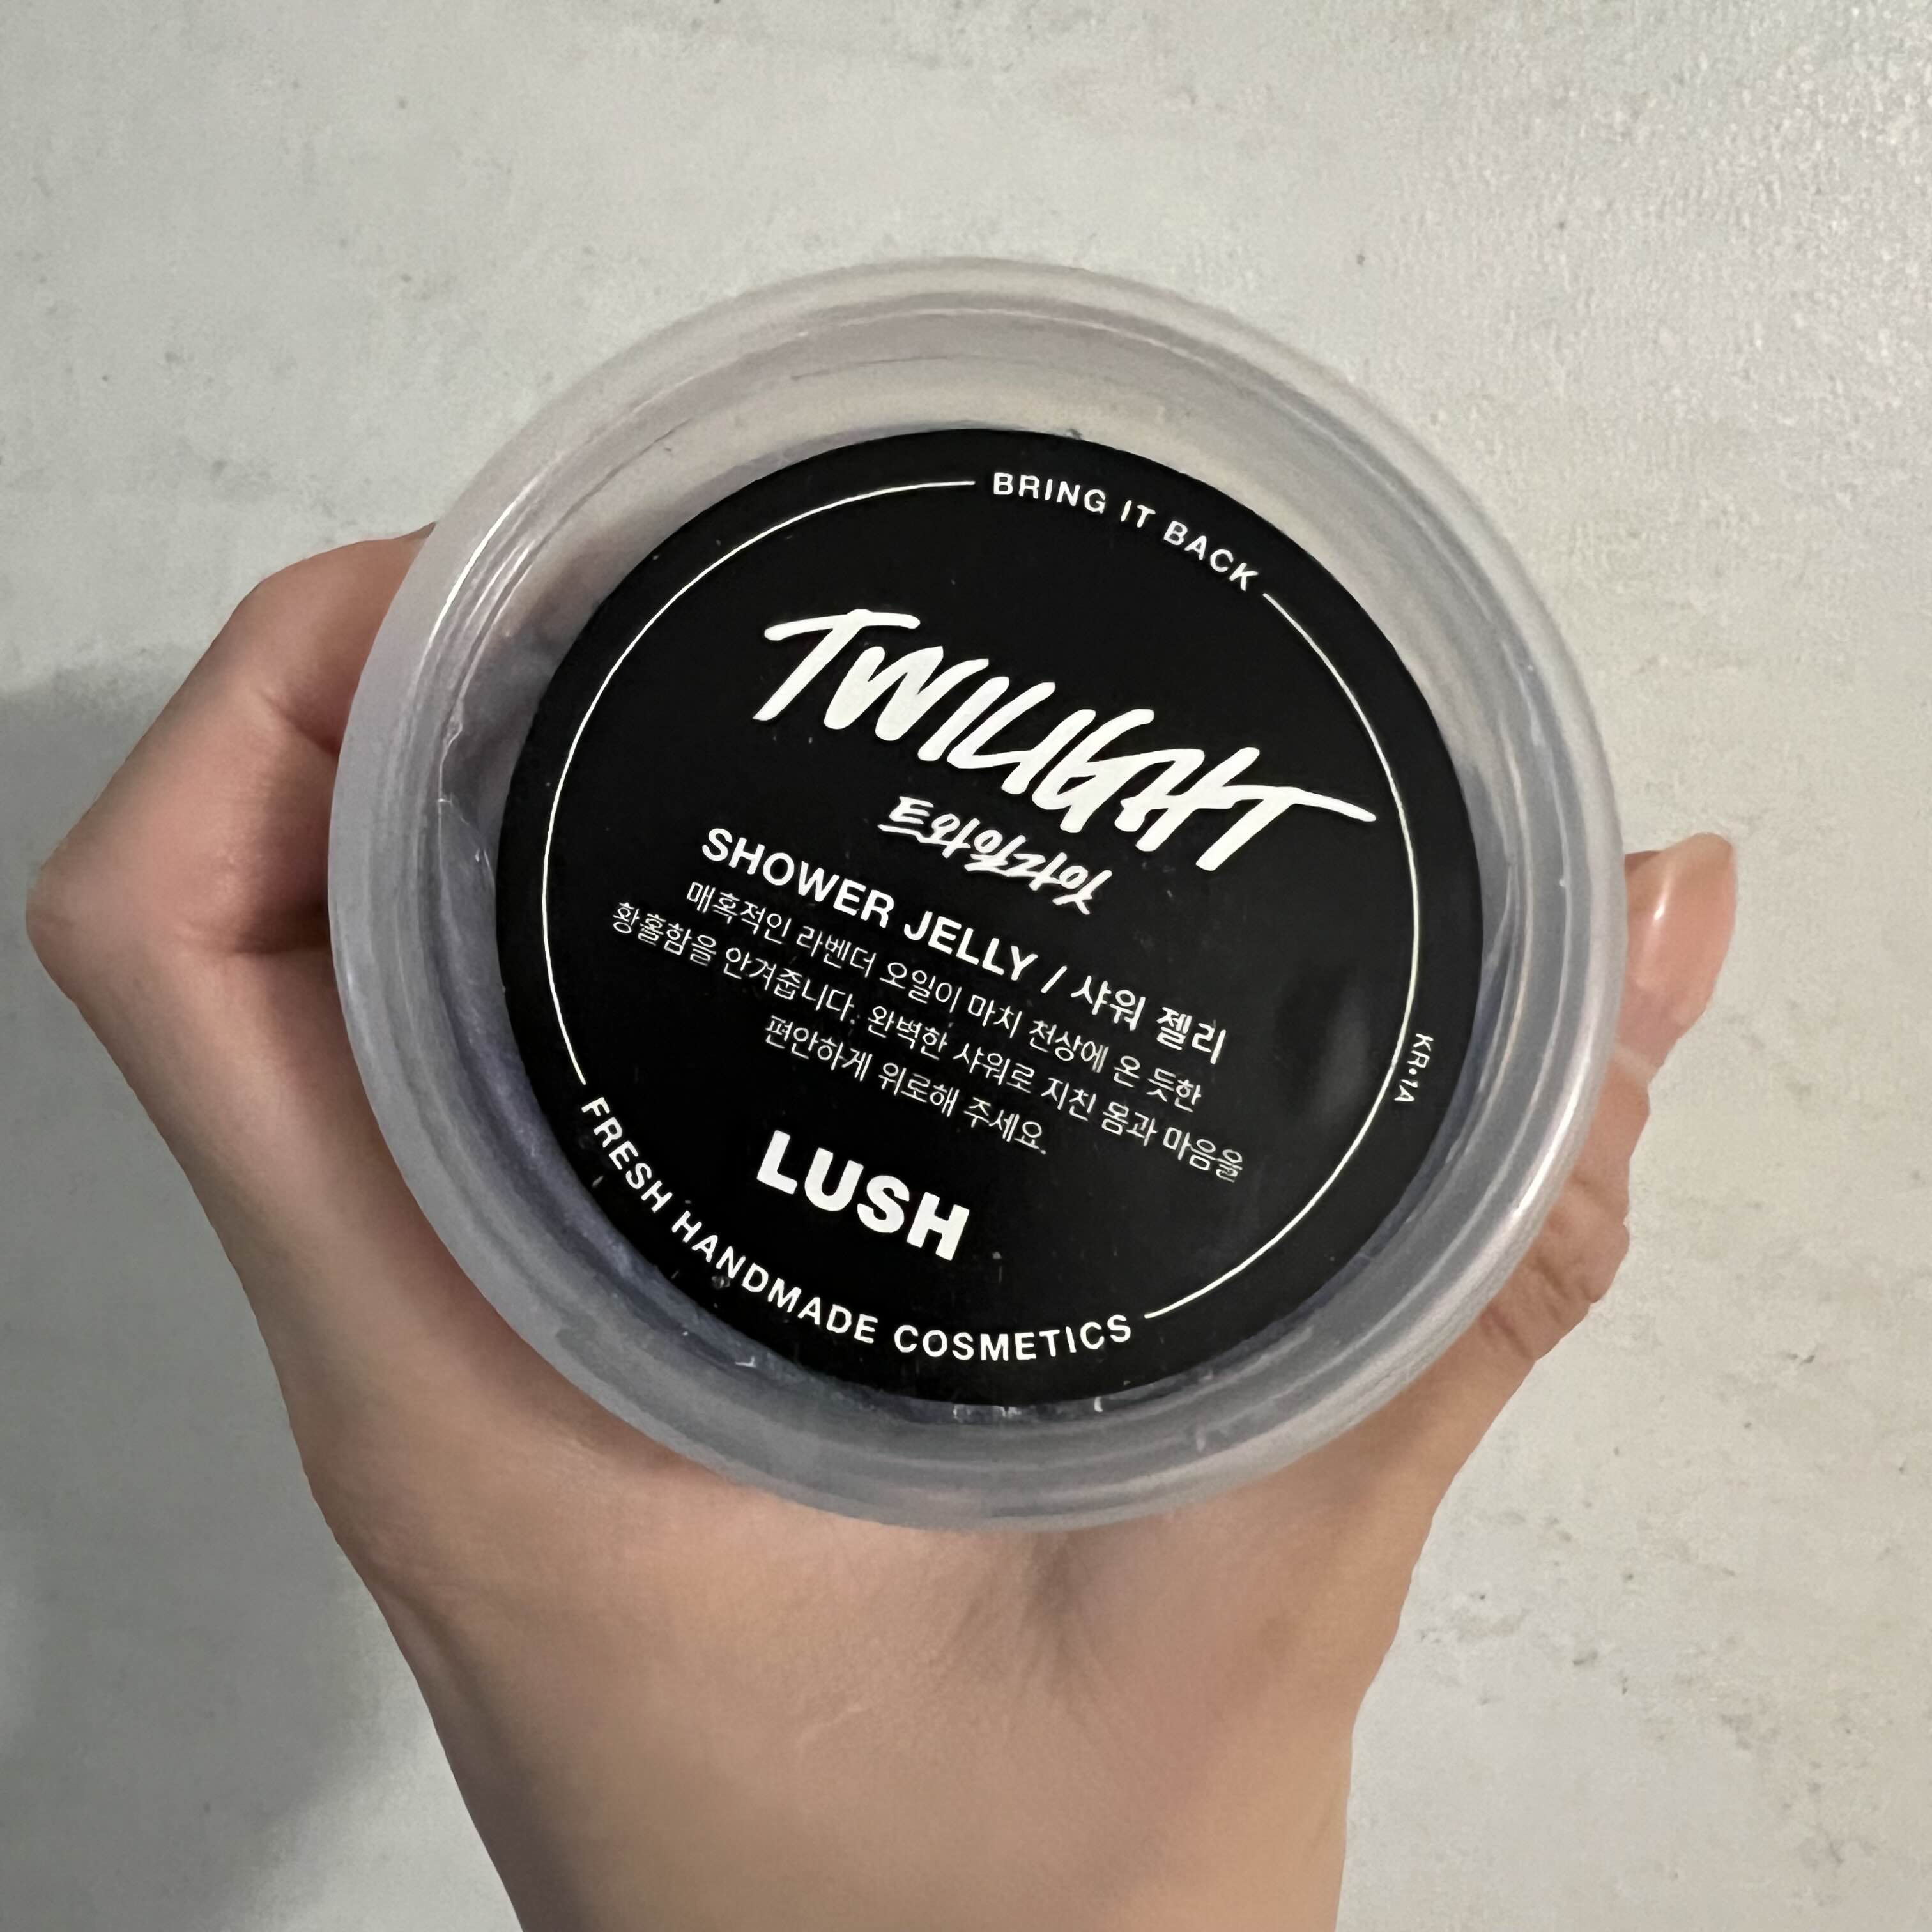 BRING IT BACK
TWILIGHT
트와일라잇
SHOWER JELLY / 샤워 젤리
매혹적인 라벤더 오일이 마치 천상에 온 듯한
황홀함을 안겨줍니다. 완벽한 샤워로 지친 몸과 마음을
편안하게 위로해 주세요.
LUSH
FRESH HANDMADE COSMETICS
KR•1A